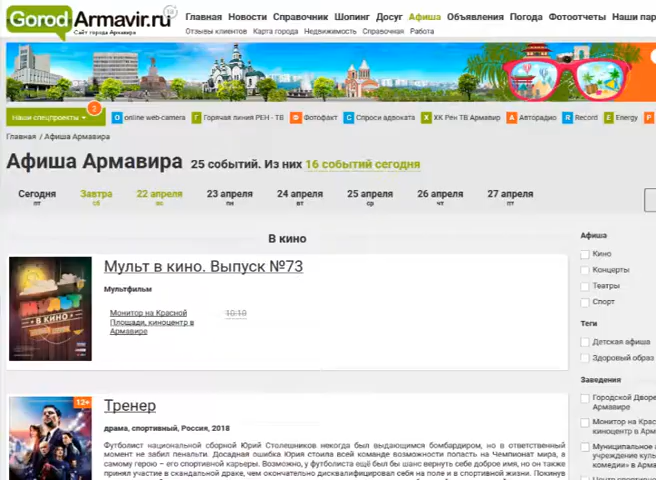 Gorod Armavir.ru
Сайт города Армавира
Главная Новости Справочник Шопинг Досуг Афиша Объявления Погода Фотоотчеты Наши пар
Отзывы клиентов Карта города Недвижимость Справочная Работа
Наши спецпроекты 2 online web-camera Г Горячая линия РЕН - ТВ Ф Фотофакт С Спроси адвоката Х ХК Рен ТВ Армавир А Авторадио R Record E Energy Р
Главная / Афиша Армавира
Афиша Армавира 25 событий. Из них 16 событий сегодня
Сегодня Завтра 22 апреля 23 апреля 24 апреля 25 апреля 26 апреля 27 апреля
пт сб вс пн вт ср чт пт
В кино
Мульт в кино. Выпуск №73
Мультфильм
Монитор на Красной Площади, киноцентр в Армавире 10:10
МУЛЬТ
В КИНО
12+
Тренер
драма, спортивный, Россия, 2018
Футболист национальной сборной Юрий Столешников некогда был выдающимся бомбардиром, но в ответственный
момент не забил пенальти. Досадная ошибка Юрия стоила всей команде возможности попасть на Чемпионат мира, а
самому герою – его спортивной карьеры. Возможно, у футболиста ещё был бы шанс вернуть себе доброе имя, но он также
принял участие в скандальной драке, чем окончательно дисквалифицировал себя на поле и в жизни. Покинув
Афиша
Кино
Концерты
Театры
Спорт
Теги
Детская афиша
Здоровый образ
Заведения
Городской Дворе
Армавире
Монитор на Крас
киноцентр в Арм
Муниципальное
учреждение куль
комедии» в Арма